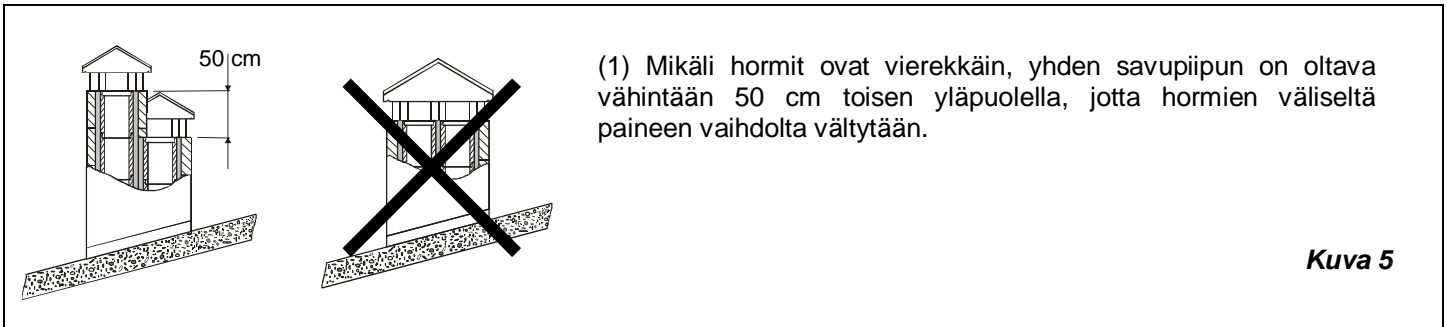 50 cm
(1) Mikäli hormit ovat vierekkäin, yhden savupiipun on oltava
vähintään 50 cm toisen yläpuolella, jotta hormien väliseltä
paineen vaihdolta vältytään.
Kuva 5